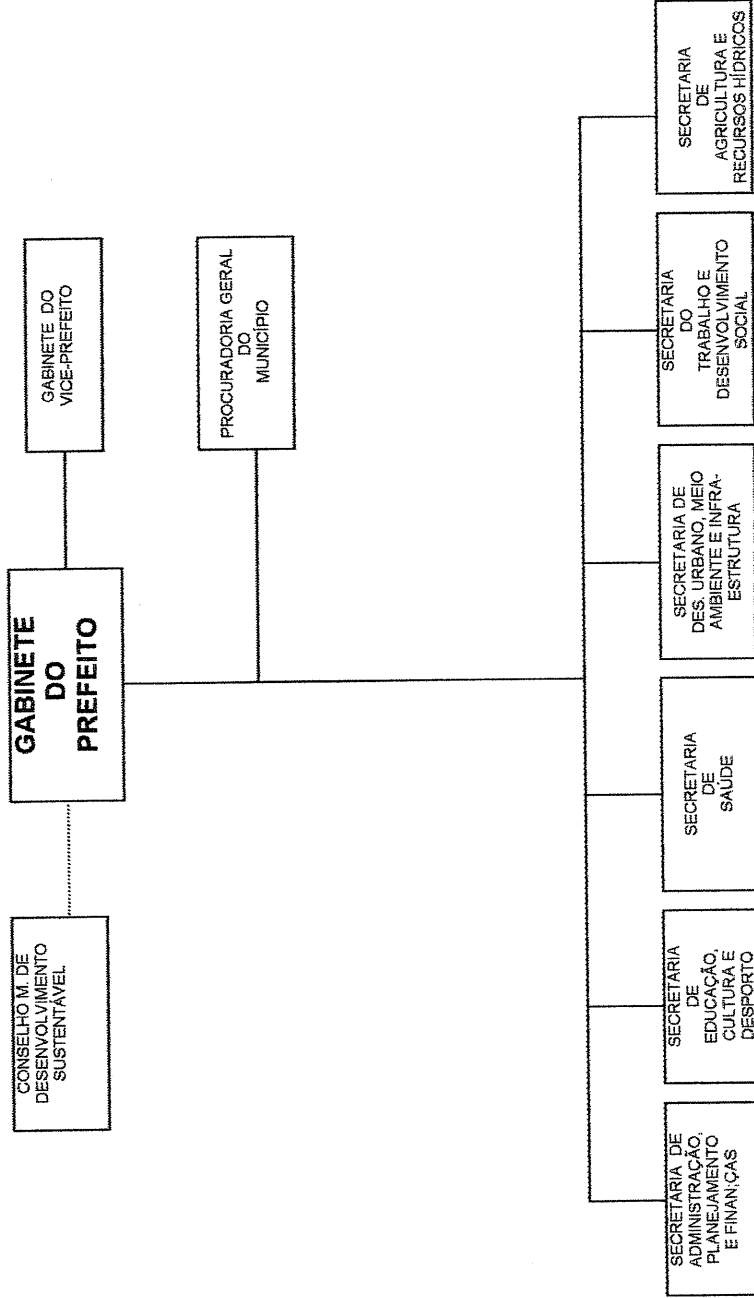 CONSELHO M. DE
DESENVOLVIMENTO
SUSTENTÁVEL
GABINETE
DO
PREFEITO
GABINETE DO
VICE-PREFEITO
PROCURADORIA GERAL
DO
MUNICÍPIO
SECRETARIA DE
ADMINISTRAÇÃO,
PLANEJAMENTO
E FINAN;ÇAS
SECRETARIA
DE
EDUCAÇÃO,
CULTURA E
DESPORTO
SECRETARIA
DE
SAÚDE
SECRETARIA DE
DES. URBANO, MEIO
AMBIENTE E INFRA-
ESTRUTURA
SECRETARIA
DO
TRABALHO E
DESENVOLVIMENTO
SOCIAL
SECRETARIA
DE
AGRICULTURA E
RECURSOS HÍDRICOS